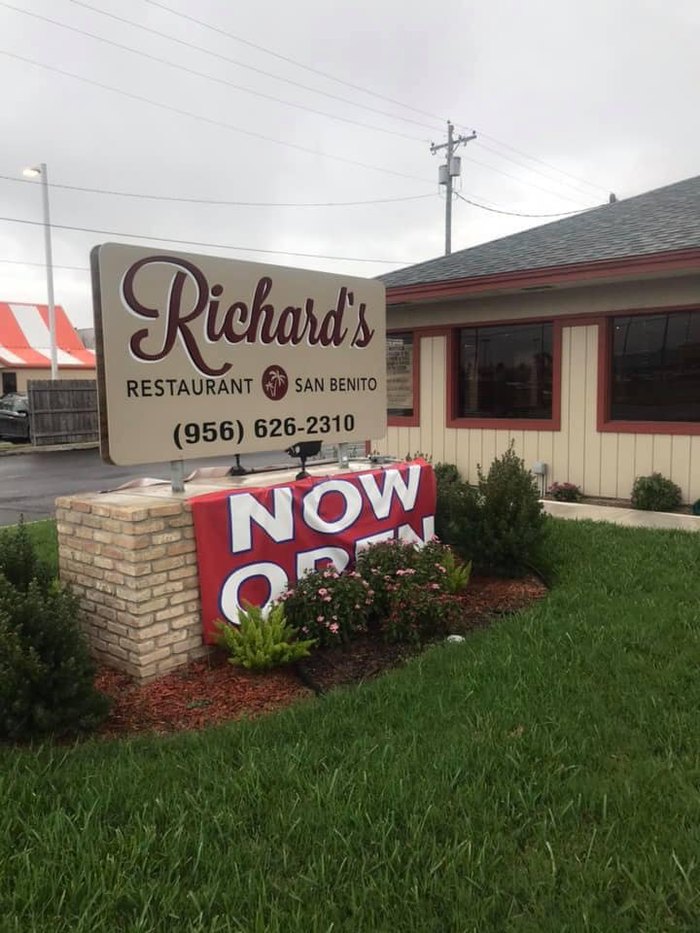 Richard's
RESTAURANT SAN BENITO
(956) 626-2310
NOW
OPEN